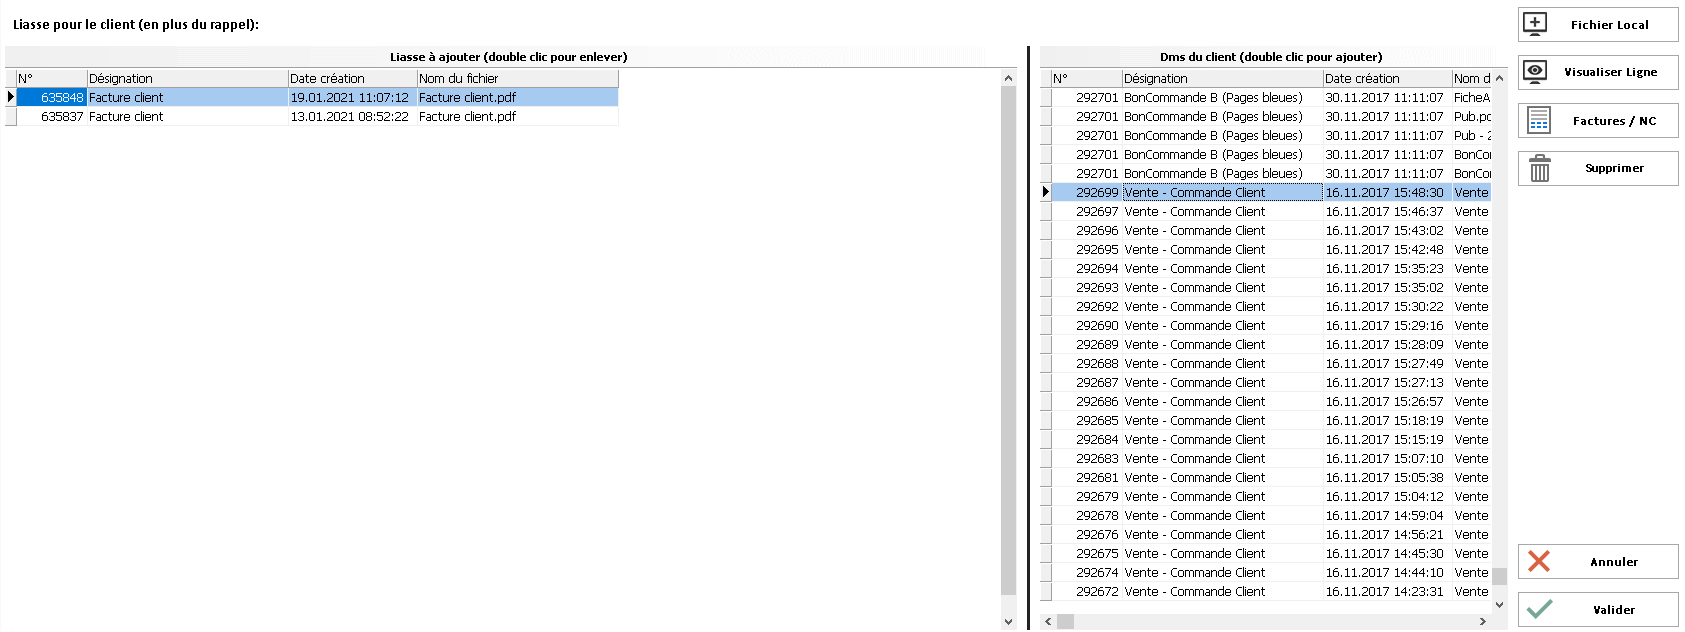 Liasse pour le client (en plus du rappel):
Liasse à ajouter (double clic pour enlever)
N° Désignation Date création Nom du fichier
635848 Facture client 19.01.2021 11:07:12 Facture client.pdf
635837 Facture client 13.01.2021 08:52:22 Facture client.pdf
Dms du client (double clic pour ajouter)
N° Désignation Date création Nom d
292701 BonCommande B (Pages bleues) 30.11.2017 11:11:07 FicheA
292701 BonCommande B (Pages bleues) 30.11.2017 11:11:07 Pub.pc
292701 BonCommande B (Pages bleues) 30.11.2017 11:11:07 Pub - 2
292701 BonCommande B (Pages bleues) 30.11.2017 11:11:07 BonCo
292701 BonCommande B (Pages bleues) 30.11.2017 11:11:07 BonCo
292699 Vente - Commande Client 16.11.2017 15:48:30 Vente
292697 Vente - Commande Client 16.11.2017 15:46:37 Vente
292696 Vente - Commande Client 16.11.2017 15:43:02 Vente
292695 Vente - Commande Client 16.11.2017 15:42:48 Vente
292694 Vente - Commande Client 16.11.2017 15:35:23 Vente
292693 Vente - Commande Client 16.11.2017 15:35:02 Vente
292692 Vente - Commande Client 16.11.2017 15:30:22 Vente
292690 Vente - Commande Client 16.11.2017 15:29:16 Vente
292689 Vente - Commande Client 16.11.2017 15:28:09 Vente
292688 Vente - Commande Client 16.11.2017 15:27:49 Vente
292687 Vente - Commande Client 16.11.2017 15:27:13 Vente
292686 Vente - Commande Client 16.11.2017 15:26:57 Vente
292685 Vente - Commande Client 16.11.2017 15:18:19 Vente
292684 Vente - Commande Client 16.11.2017 15:15:19 Vente
292683 Vente - Commande Client 16.11.2017 15:07:10 Vente
292681 Vente - Commande Client 16.11.2017 15:05:38 Vente
292679 Vente - Commande Client 16.11.2017 15:04:12 Vente
292678 Vente - Commande Client 16.11.2017 14:59:04 Vente
292676 Vente - Commande Client 16.11.2017 14:56:21 Vente
292675 Vente - Commande Client 16.11.2017 14:45:30 Vente
292674 Vente - Commande Client 16.11.2017 14:44:10 Vente
292672 Vente - Commande Client 16.11.2017 14:23:31 Vente
Fichier Local
Visualiser Ligne
Factures / NC
Supprimer
Annuler
Valider